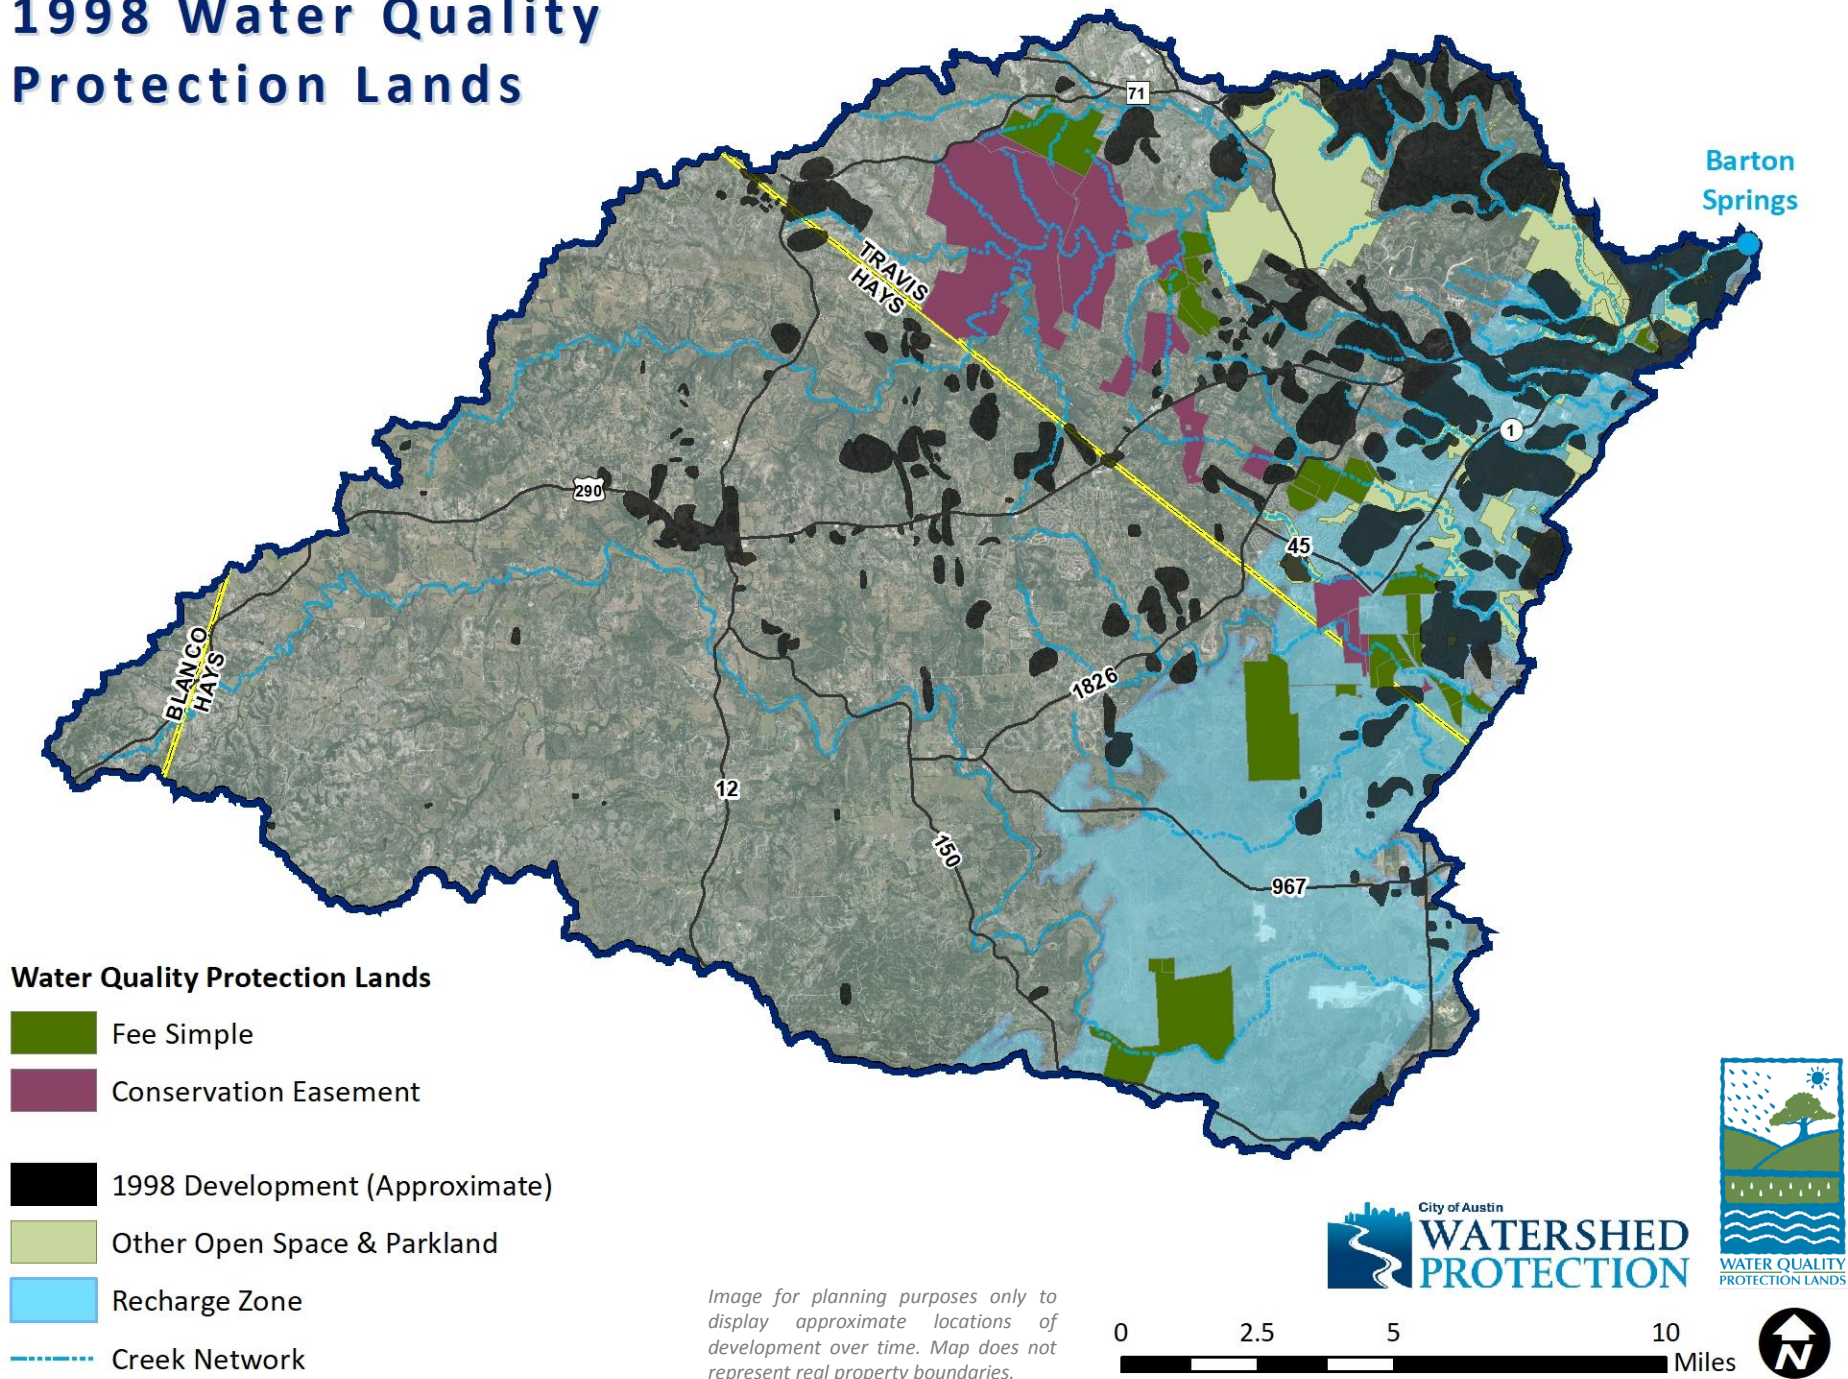 1998 Water Quality
Protection Lands
71
Barton
Springs
TRAVIS
HAYS
1
290
45
BLANCO
HAYS
1826
12
150
967
Water Quality Protection Lands
Fee Simple
Conservation Easement
1998 Development (Approximate)
Other Open Space & Parkland
Recharge Zone
Creek Network
Image for planning purposes only to
display approximate locations of
development over time. Map does not
represent real property boundaries.
City of Austin
WATERSHED
PROTECTION
WATER QUALITY
PROTECTION LANDS
0 2.5 5 10
Miles
N